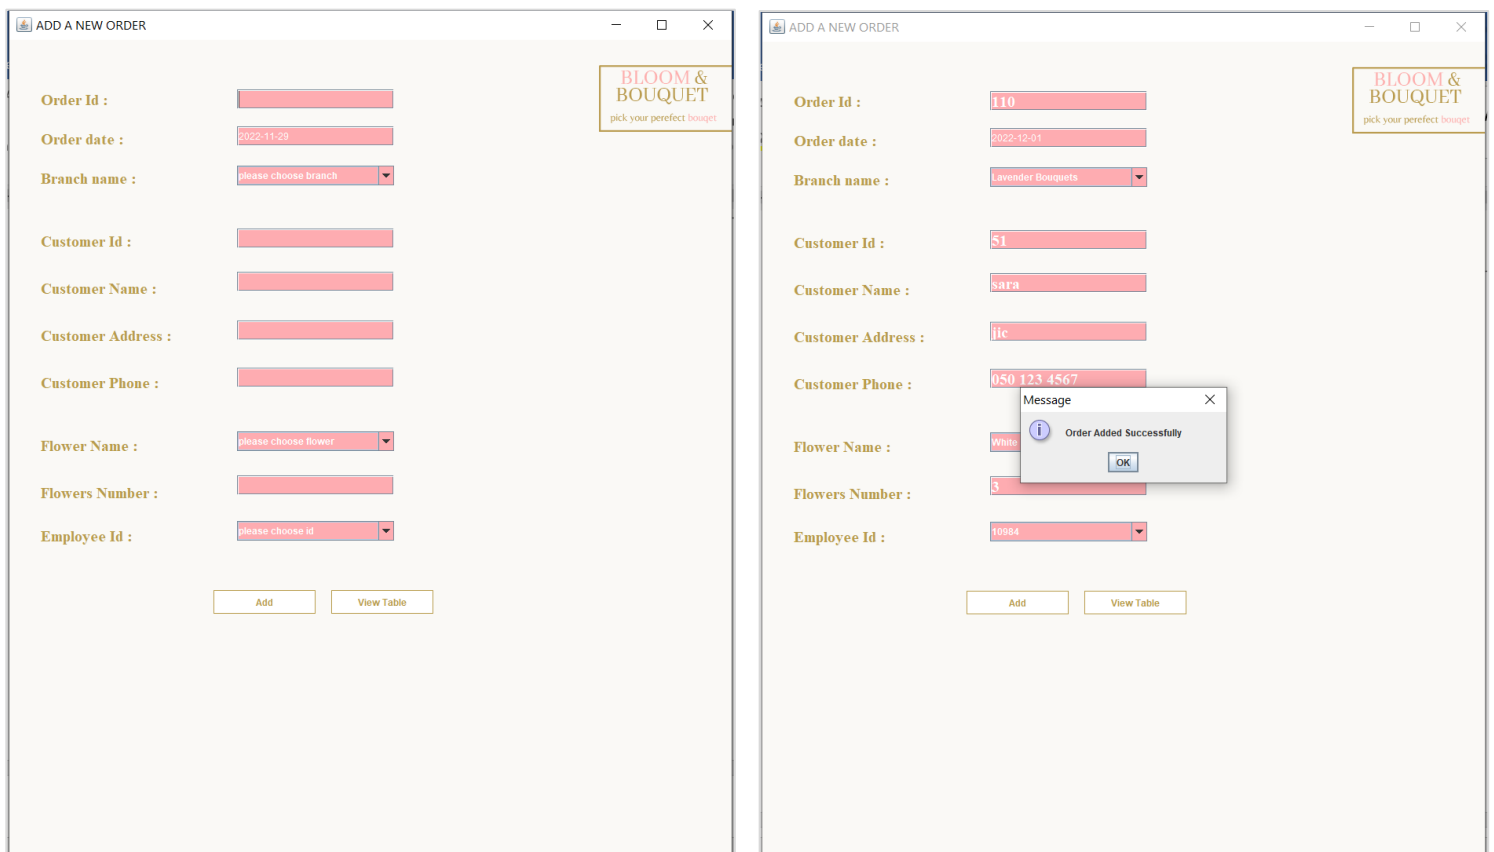 ADD A NEW ORDER
BLOOM &
BOUQUET
pick your perefect bouqet
Order Id :
Order date :
2022-11-29
Branch name :
please choose branch
Customer Id :
Customer Name :
Customer Address :
Customer Phone :
Flower Name :
please choose flower
Flowers Number :
Employee Id :
please choose id
Add
View Table
ADD A NEW ORDER
BLOOM &
BOUQUET
pick your perefect bouqet
Order Id :
110
Order date :
2022-12-01
Branch name :
Lavender Bouquets
Customer Id :
51
Customer Name :
sara
Customer Address :
jic
Customer Phone :
050 123 4567
Message
Order Added Successfully
OK
Flower Name :
White
Flowers Number :
3
Employee Id :
10984
Add
View Table